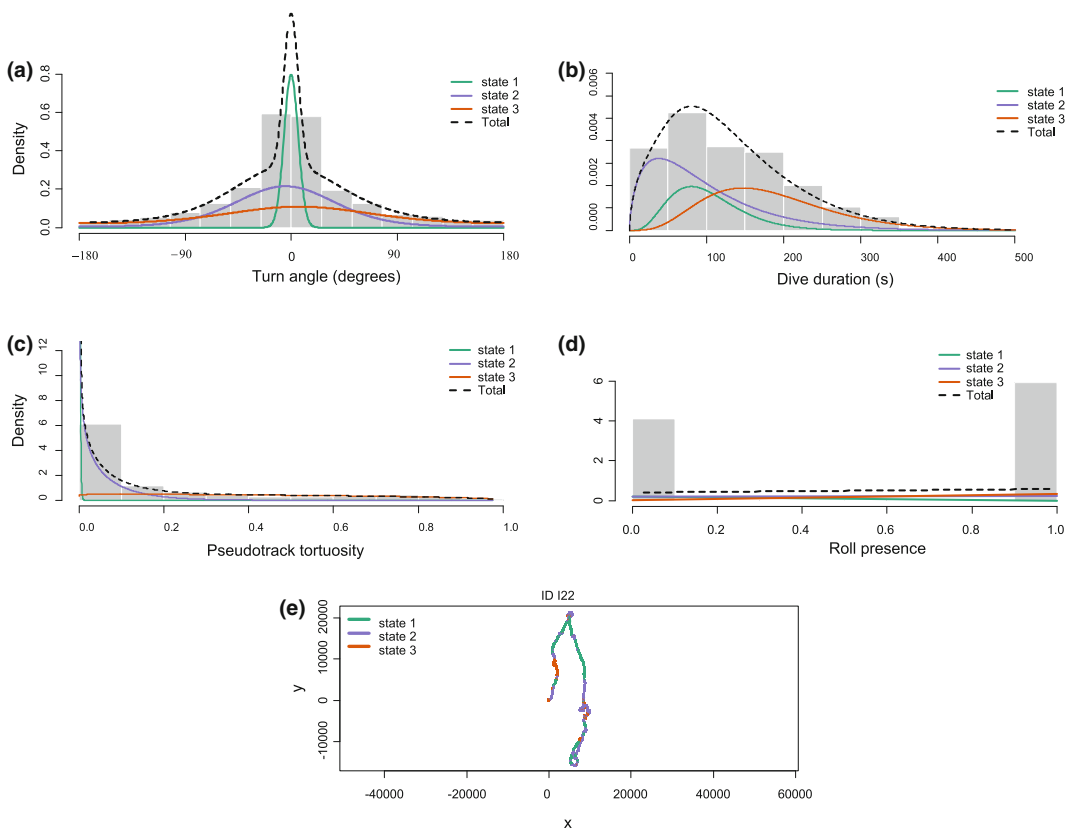 (a)
Density
0.0 0.2 0.4 0.6 0.8
state 1
state 2
state 3
Total
−180 −90 0 90 180
Turn angle (degrees)
(b)
0.000 0.002 0.004 0.006
state 1
state 2
state 3
Total
0 100 200 300 400 500
Dive duration (s)
(c)
Density
0 2 4 6 8 10 12
state 1
state 2
state 3
Total
0.0 0.2 0.4 0.6 0.8 1.0
Pseudotrack tortuosity
(d)
0 2 4 6
state 1
state 2
state 3
Total
0.0 0.2 0.4 0.6 0.8 1.0
Roll presence
(e)
ID I22
y
-10000 0 10000 20000
state 1
state 2
state 3
-40000 -20000 0 20000 40000 60000
x